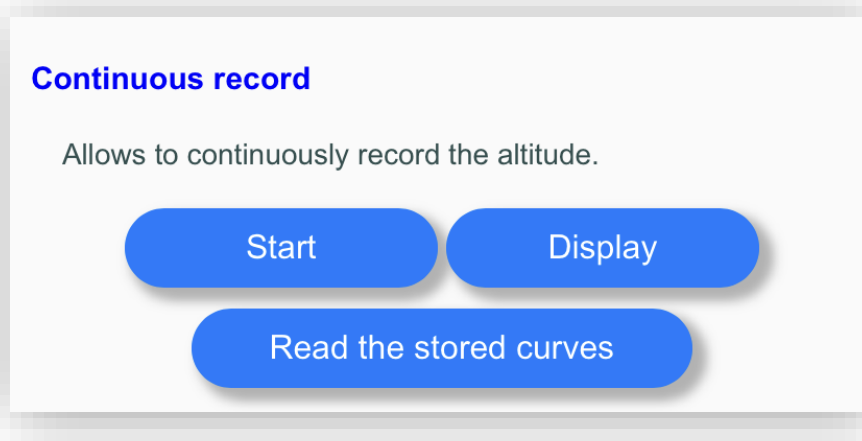 Continuous record
Allows to continuously record the altitude.
Start Display
Read the stored curves